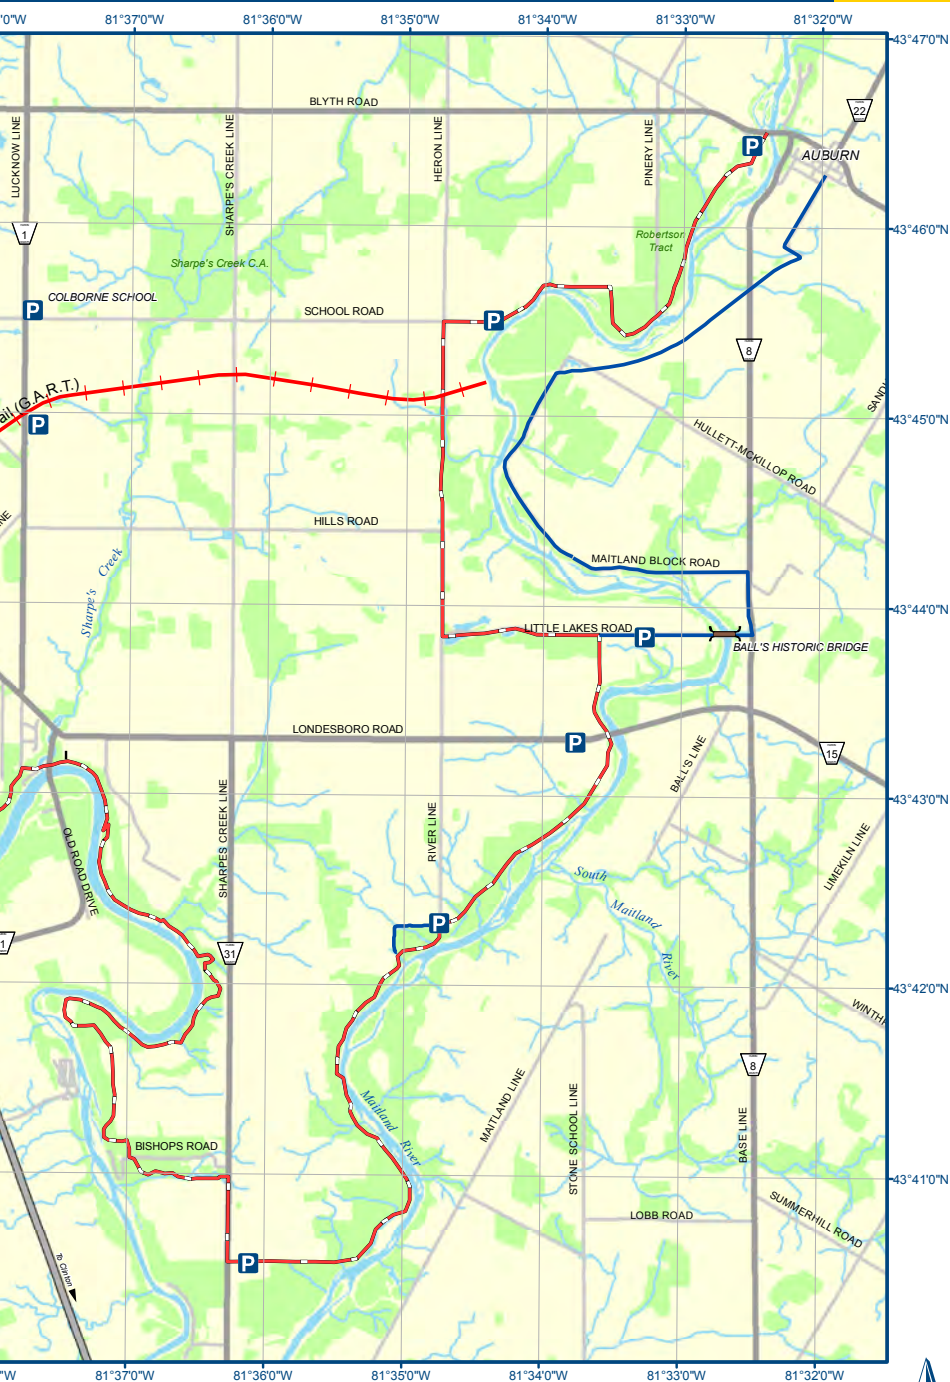 0'0"W 81°37'0"W 81°36'0"W 81°35'0"W 81°34'0"W 81°33'0"W 81°32'0"W
43°47'0"N
BLYTH ROAD
22
LUCKNOW LINE
SHARPE'S CREEK LINE
HERON LINE
PINERY LINE
P
AUBURN
1
43°46'0"N
Robertson
Tract
Sharpe's Creek C.A.
COLBORNE SCHOOL
P
SCHOOL ROAD
P
8
ail (G.A.R.T.)
P
SAND
43°45'0"N
HULLETT-MCKILLOP ROAD
HILLS ROAD
NE
Sharpe's Creek
MAITLAND BLOCK ROAD
43°44'0"N
LITTLE LAKES ROAD
P
BALL'S HISTORIC BRIDGE
LONDESBORO ROAD
P
15
BALL'S LINE
43°43'0"N
SHARPES CREEK LINE
RIVER LINE
OLD ROAD DRIVE
LIMEKILN LINE
South
Maitland
River
P
1
31
43°42'0"N
WINTH
8
Maitland
River
MAITLAND LINE
STONE SCHOOL LINE
BASE LINE
BISHOPS ROAD
43°41'0"N
SUMMERHILL ROAD
LOBB ROAD
P
To Clinton
"W 81°37'0"W 81°36'0"W 81°35'0"W 81°34'0"W 81°33'0"W 81°32'0"W